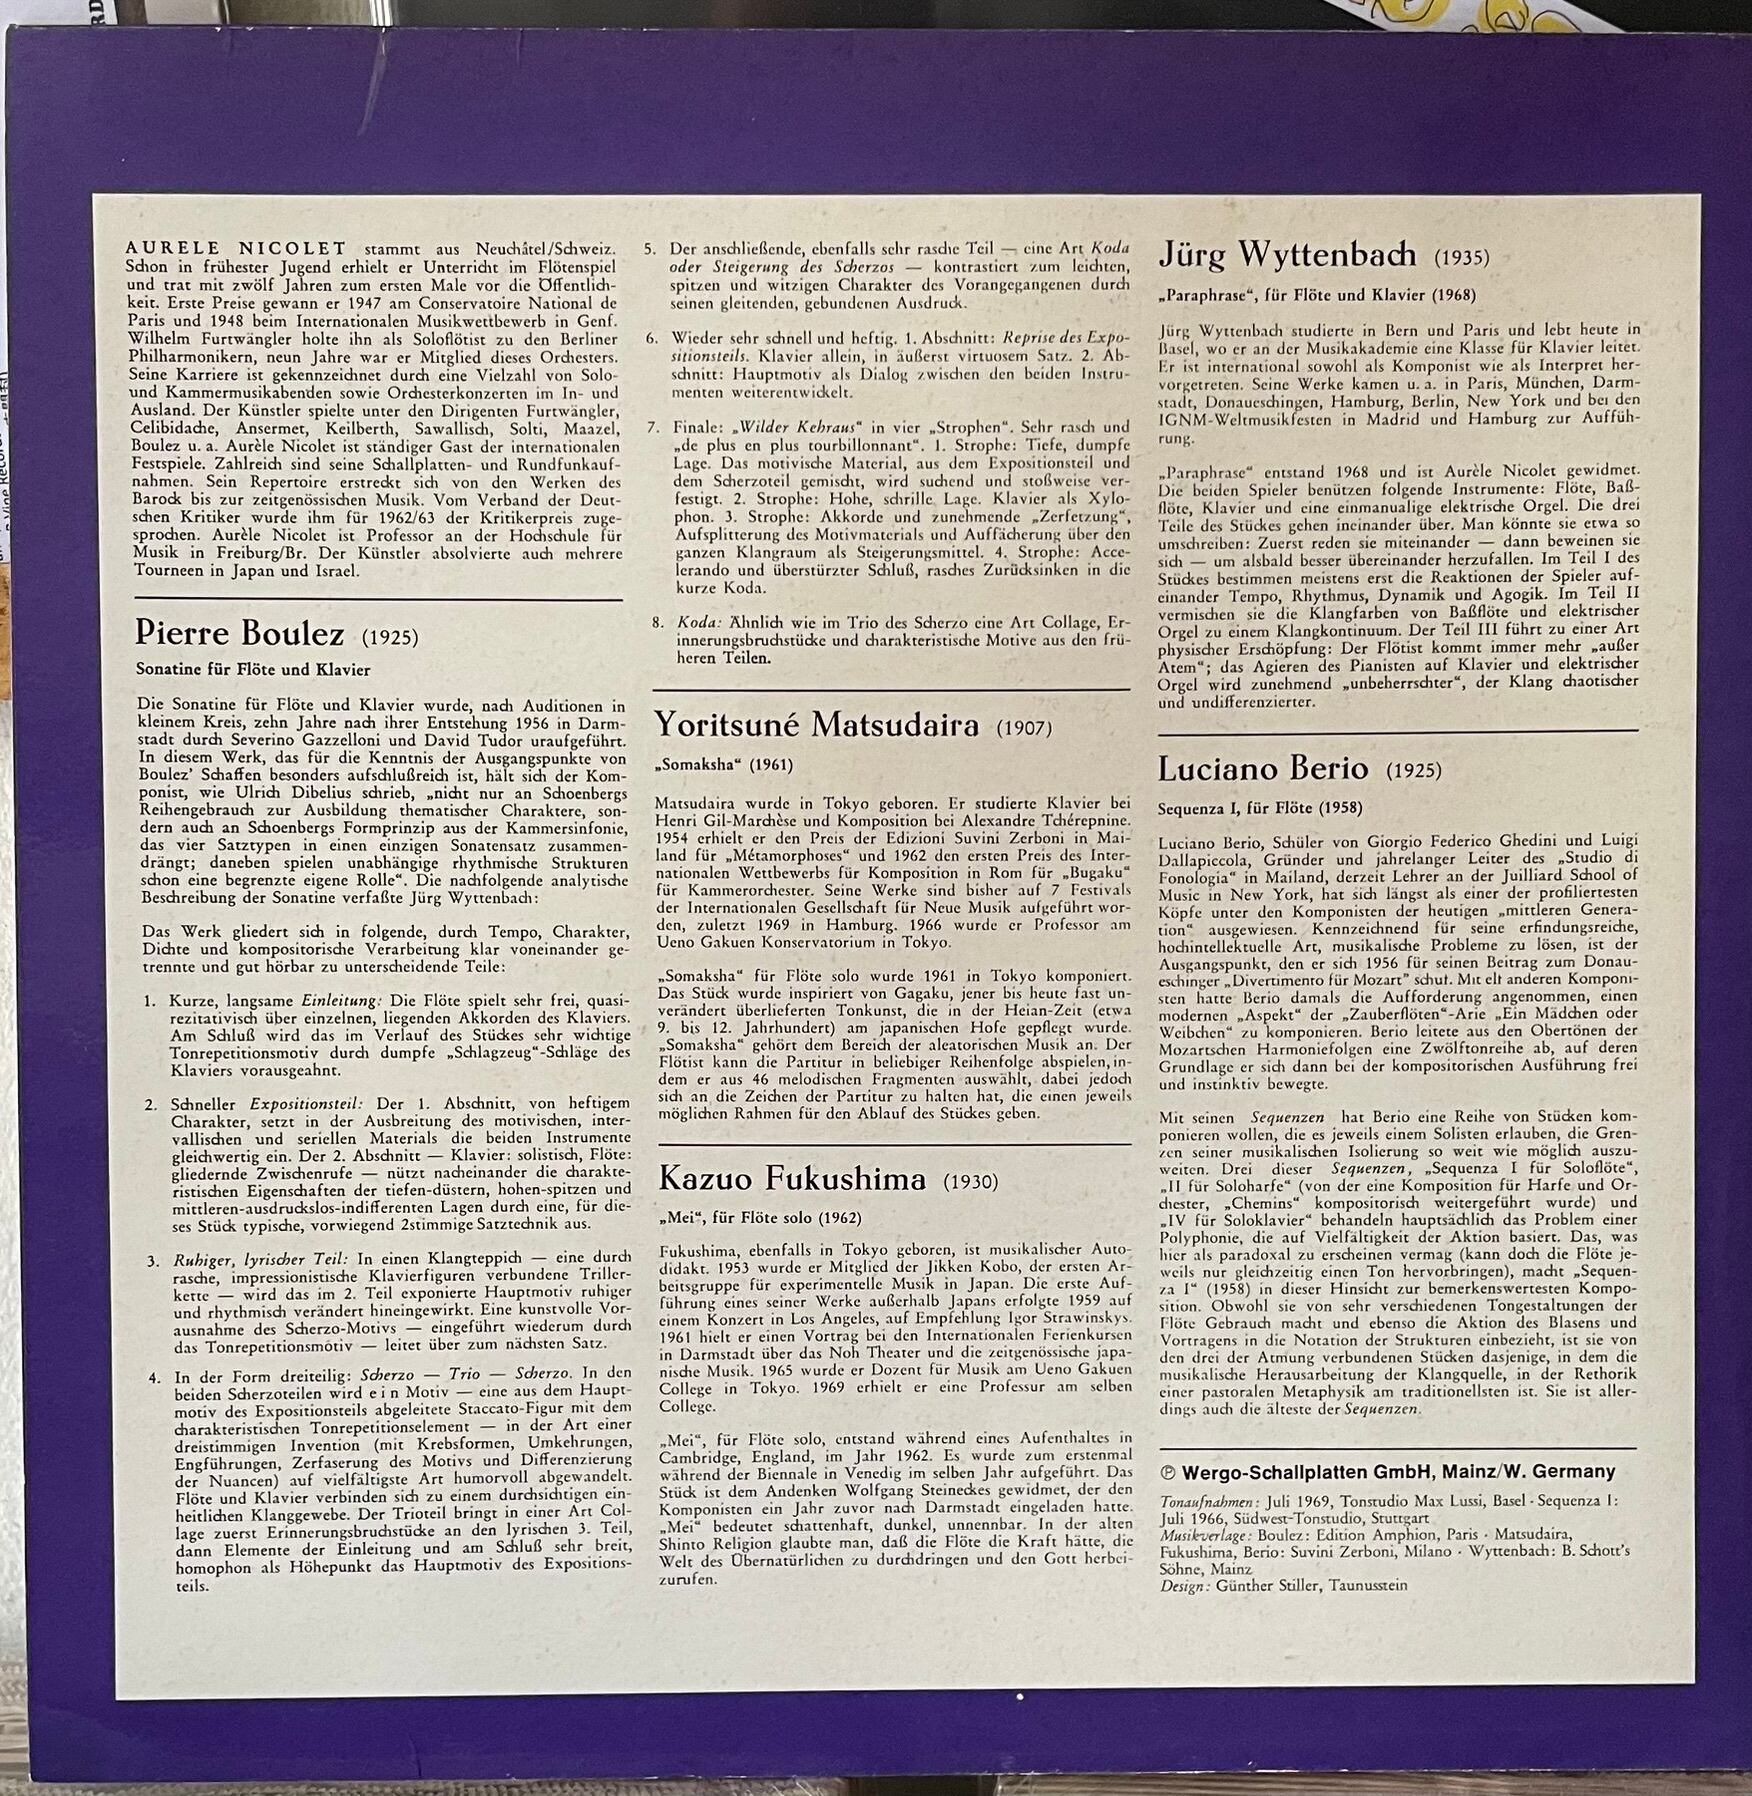 AURELE NICOLET stammt aus Neuchâtel/Schweiz.
Schon in frühester Jugend erhielt er Unterricht im Flötenspiel
und trat mit zwölf Jahren zum ersten Male vor die Öffentlich-
keit. Erste Preise gewann er 1947 am Conservatoire National de
Paris und 1948 beim Internationalen Musikwettbewerb in Genf.
Wilhelm Furtwängler holte ihn als Soloflötist zu den Berliner
Philharmonikern, neun Jahre war er Mitglied dieses Orchesters.
Seine Karriere ist gekennzeichnet durch eine Vielzahl von Solo-
und Kammermusikabenden sowie Orchesterkonzerten im In- und
Ausland. Der Künstler spielte unter den Dirigenten Furtwängler,
Celibidache, Ansermet, Keilberth, Sawallisch, Solti, Maazel,
Boulez u. a. Aurèle Nicolet ist ständiger Gast der internationalen
Festspiele. Zahlreich sind seine Schallplatten- und Rundfunkauf-
nahmen. Sein Repertoire erstreckt sich von den Werken des
Barock bis zur zeitgenössischen Musik. Vom Verband der Deut-
schen Kritiker wurde ihm für 1962/63 der Kritikerpreis zuge-
sprochen. Aurèle Nicolet ist Professor an der Hochschule für
Musik in Freiburg/Br. Der Künstler absolvierte auch mehrere
Tourneen in Japan und Israel.
Pierre Boulez (1925)
Sonatine für Flöte und Klavier
Die Sonatine für Flöte und Klavier wurde, nach Auditionen in
kleinem Kreis, zehn Jahre nach ihrer Entstehung 1956 in Darm-
stadt durch Severino Gazzelloni und David Tudor uraufgeführt.
In diesem Werk, das für die Kenntnis der Ausgangspunkte von
Boulez' Schaffen besonders aufschlußreich ist, hält sich der Kom-
ponist, wie Ulrich Dibelius schrieb, „nicht nur an Schoenbergs
Reihengebrauch zur Ausbildung thematischer Charaktere, son-
dern auch an Schoenbergs Formprinzip aus der Kammersinfonie,
das vier Satztypen in einen einzigen Sonatensatz zusammen-
drängt; daneben spielen unabhängige rhythmische Strukturen
schon eine begrenzte eigene Rolle“. Die nachfolgende analytische
Beschreibung der Sonatine verfaßte Jürg Wyttenbach:
Das Werk gliedert sich in folgende, durch Tempo, Charakter,
Dichte und kompositorische Verarbeitung klar voneinander ge-
trennte und gut hörbar zu unterscheidende Teile:
1. Kurze, langsame Einleitung: Die Flöte spielt sehr frei, quasi-
rezitativisch über einzelnen, liegenden Akkorden des Klaviers.
Am Schluß wird das im Verlauf des Stückes sehr wichtige
Tonrepetitionsmotiv durch dumpfe „Schlagzeug“-Schläge des
Klaviers vorausgeahnt.
2. Schneller Expositionsteil: Der 1. Abschnitt, von heftigem
Charakter, setzt in der Ausbreitung des motivischen, inter-
vallischen und seriellen Materials die beiden Instrumente
gleichwertig ein. Der 2. Abschnitt — Klavier: solistisch, Flöte:
gliedernde Zwischenrufe — nützt nacheinander die charakte-
ristischen Eigenschaften der tiefen-düstern, hohen-spitzen und
mittleren-ausdruckslos-indifferenten Lagen durch eine, für die-
ses Stück typische, vorwiegend 2stimmige Satztechnik aus.
3. Ruhiger, lyrischer Teil: In einen Klangteppich — eine durch
rasche, impressionistische Klavierfiguren verbundene Triller-
kette — wird das im 2. Teil exponierte Hauptmotiv ruhiger
und rhythmisch verändert hineingewirkt. Eine kunstvolle Vor-
ausnahme des Scherzo-Motivs — eingeführt wiederum durch
das Tonrepetitionsmotiv — leitet über zum nächsten Satz.
4. In der Form dreiteilig: Scherzo — Trio — Scherzo. In den
beiden Scherzoteilen wird ein Motiv — eine aus dem Haupt-
motiv des Expositionsteils abgeleitete Staccato-Figur mit dem
charakteristischen Tonrepetitionselement — in der Art einer
dreistimmigen Invention (mit Krebsformen, Umkehrungen,
Engführungen, Zerfaserung des Motivs und Differenzierung
der Nuancen) auf vielfältigste Art humorvoll abgewandelt.
Flöte und Klavier verbinden sich zu einem durchsichtigen ein-
heitlichen Klanggewebe. Der Trioteil bringt in einer Art Col-
lage zuerst Erinnerungsbruchstücke an den lyrischen 3. Teil,
dann Elemente der Einleitung und am Schluß sehr breit,
homophon als Höhepunkt das Hauptmotiv des Expositions-
teils.
5. Der anschließende, ebenfalls sehr rasche Teil — eine Art Koda
oder Steigerung des Scherzos — kontrastiert zum leichten,
spitzen und witzigen Charakter des Vorangegangenen durch
seinen gleitenden, gebundenen Ausdruck.
6. Wieder sehr schnell und heftig. 1. Abschnitt: Reprise des Expo-
sitionsteils. Klavier allein, in äußerst virtuosem Satz. 2. Ab-
schnitt: Hauptmotiv als Dialog zwischen den beiden Instru-
menten weiterentwickelt.
7. Finale: „Wilder Kehraus“ in vier „Strophen“. Sehr rasch und
„de plus en plus tourbillonnant“. 1. Strophe: Tiefe, dumpfe
Lage. Das motivische Material, aus dem Expositionsteil und
dem Scherzoteil gemischt, wird suchend und stoßweise ver-
festigt. 2. Strophe: Hohe, schrille Lage. Klavier als Xylo-
phon. 3. Strophe: Akkorde und zunehmende „Zerfetzung“,
Aufsplitterung des Motivmaterials und Auffächerung über den
ganzen Klangraum als Steigerungsmittel. 4. Strophe: Acce-
lerando und überstürzter Schluß, rasches Zurücksinken in die
kurze Koda.
8. Koda: Ähnlich wie im Trio des Scherzo eine Art Collage, Er-
innerungsbruchstücke und charakteristische Motive aus den frü-
heren Teilen.
Yoritsuné Matsudaira (1907)
„Somaksha“ (1961)
Matsudaira wurde in Tokyo geboren. Er studierte Klavier bei
Henri Gil-Marchèse und Komposition bei Alexandre Tchérepnine.
1954 erhielt er den Preis der Edizioni Suvini Zerboni in Mai-
land für „Métamorphoses“ und 1962 den ersten Preis des Inter-
nationalen Wettbewerbs für Komposition in Rom für „Bugaku“
für Kammerorchester. Seine Werke sind bisher auf 7 Festivals
der Internationalen Gesellschaft für Neue Musik aufgeführt wor-
den, zuletzt 1969 in Hamburg. 1966 wurde er Professor am
Ueno Gakuen Konservatorium in Tokyo.
„Somaksha“ für Flöte solo wurde 1961 in Tokyo komponiert.
Das Stück wurde inspiriert von Gagaku, jener bis heute fast un-
verändert überlieferten Tonkunst, die in der Heian-Zeit (etwa
9. bis 12. Jahrhundert) am japanischen Hofe gepflegt wurde.
„Somaksha“ gehört dem Bereich der aleatorischen Musik an. Der
Flötist kann die Partitur in beliebiger Reihenfolge abspielen, in-
dem er aus 46 melodischen Fragmenten auswählt, dabei jedoch
sich an die Zeichen der Partitur zu halten hat, die einen jeweils
möglichen Rahmen für den Ablauf des Stückes geben.
Kazuo Fukushima (1930)
„Mei“, für Flöte solo (1962)
Fukushima, ebenfalls in Tokyo geboren, ist musikalischer Auto-
didakt. 1953 wurde er Mitglied der Jikken Kobo, der ersten Ar-
beitsgruppe für experimentelle Musik in Japan. Die erste Auf-
führung eines seiner Werke außerhalb Japans erfolgte 1959 auf
einem Konzert in Los Angeles, auf Empfehlung Igor Strawinskys.
1961 hielt er einen Vortrag bei den Internationalen Ferienkursen
in Darmstadt über das Noh Theater und die zeitgenössische japa-
nische Musik. 1965 wurde er Dozent für Musik am Ueno Gakuen
College in Tokyo. 1969 erhielt er eine Professur am selben
College.
„Mei“, für Flöte solo, entstand während eines Aufenthaltes in
Cambridge, England, im Jahr 1962. Es wurde zum erstenmal
während der Biennale in Venedig im selben Jahr aufgeführt. Das
Stück ist dem Andenken Wolfgang Steineckes gewidmet, der den
Komponisten ein Jahr zuvor nach Darmstadt eingeladen hatte.
„Mei“ bedeutet schattenhaft, dunkel, unnennbar. In der alten
Shinto Religion glaubte man, daß die Flöte die Kraft hätte, die
Welt des Übernatürlichen zu durchdringen und den Gott herbei-
zurufen.
Jürg Wyttenbach (1935)
„Paraphrase“, für Flöte und Klavier (1968)
Jürg Wyttenbach studierte in Bern und Paris und lebt heute in
Basel, wo er an der Musikakademie eine Klasse für Klavier leitet.
Er ist international sowohl als Komponist wie als Interpret her-
vorgetreten. Seine Werke kamen u. a. in Paris, München, Darm-
stadt, Donaueschingen, Hamburg, Berlin, New York und bei den
IGNM-Weltmusikfesten in Madrid und Hamburg zur Auffüh-
rung.
„Paraphrase“ entstand 1968 und ist Aurèle Nicolet gewidmet.
Die beiden Spieler benützen folgende Instrumente: Flöte, Baß-
flöte, Klavier und eine einmanualige elektrische Orgel. Die drei
Teile des Stückes gehen ineinander über. Man könnte sie etwa so
umschreiben: Zuerst reden sie miteinander — dann beweinen sie
sich — um alsbald besser übereinander herzufallen. Im Teil I des
Stückes bestimmen meistens erst die Reaktionen der Spieler auf-
einander Tempo, Rhythmus, Dynamik und Agogik. Im Teil II
vermischen sie die Klangfarben von Baßflöte und elektrischer
Orgel zu einem Klangkontinuum. Der Teil III führt zu einer Art
physischer Erschöpfung: Der Flötist kommt immer mehr „außer
Atem“; das Agieren des Pianisten auf Klavier und elektrischer
Orgel wird zunehmend „unbeherrschter“, der Klang chaotischer
und undifferenzierter.
Luciano Berio (1925)
Sequenza I, für Flöte (1958)
Luciano Berio, Schüler von Giorgio Federico Ghedini und Luigi
Dallapiccola, Gründer und jahrelanger Leiter des „Studio di
Fonologia“ in Mailand, derzeit Lehrer an der Juilliard School of
Music in New York, hat sich längst als einer der profiliertesten
Köpfe unter den Komponisten der heutigen „mittleren Genera-
tion“ ausgewiesen. Kennzeichnend für seine erfindungsreiche,
hochintellektuelle Art, musikalische Probleme zu lösen, ist der
Ausgangspunkt, den er sich 1956 für seinen Beitrag zum Donau-
eschinger „Divertimento für Mozart“ schuf. Mit elf anderen Komponi-
sten hatte Berio damals die Aufforderung angenommen, einen
modernen „Aspekt“ der „Zauberflöten“-Arie „Ein Mädchen oder
Weibchen“ zu komponieren. Berio leitete aus den Obertönen der
Mozartschen Harmoniefolgen eine Zwölftonreihe ab, auf deren
Grundlage er sich dann bei der kompositorischen Ausführung frei
und instinktiv bewegte.
Mit seinen Sequenzen hat Berio eine Reihe von Stücken kom-
ponieren wollen, die es jeweils einem Solisten erlauben, die Gren-
zen seiner musikalischen Isolierung so weit wie möglich auszu-
weiten. Drei dieser Sequenzen, „Sequenza I für Soloflöte“,
„II für Soloharfe“ (von der eine Komposition für Harfe und Or-
chester, „Chemins“ kompositorisch weitergeführt wurde) und
„IV für Soloklavier“ behandeln hauptsächlich das Problem einer
Polyphonie, die auf Vielfältigkeit der Aktion basiert. Das, was
hier als paradoxal zu erscheinen vermag (kann doch die Flöte je-
weils nur gleichzeitig einen Ton hervorbringen), macht „Sequen-
za I“ (1958) in dieser Hinsicht zur bemerkenswertesten Kompo-
sition. Obwohl sie von sehr verschiedenen Tongestaltungen der
Flöte Gebrauch macht und ebenso die Aktion des Blasens und
Vortragens in die Notation der Strukturen einbezieht, ist sie von
den drei der Atmung verbundenen Stücken dasjenige, in dem die
musikalische Herausarbeitung der Klangquelle, in der Rethorik
einer pastoralen Metaphysik am traditionellsten ist. Sie ist aller-
dings auch die älteste der Sequenzen.
℗ Wergo-Schallplatten GmbH, Mainz/W. Germany
Tonaufnahmen: Juli 1969, Tonstudio Max Lussi, Basel · Sequenza I:
Juli 1966, Südwest-Tonstudio, Stuttgart
Musikverlage: Boulez: Edition Amphion, Paris · Matsudaira,
Fukushima, Berio: Suvini Zerboni, Milano · Wyttenbach: B. Schott's
Söhne, Mainz
Design: Günther Stiller, Taunusstein